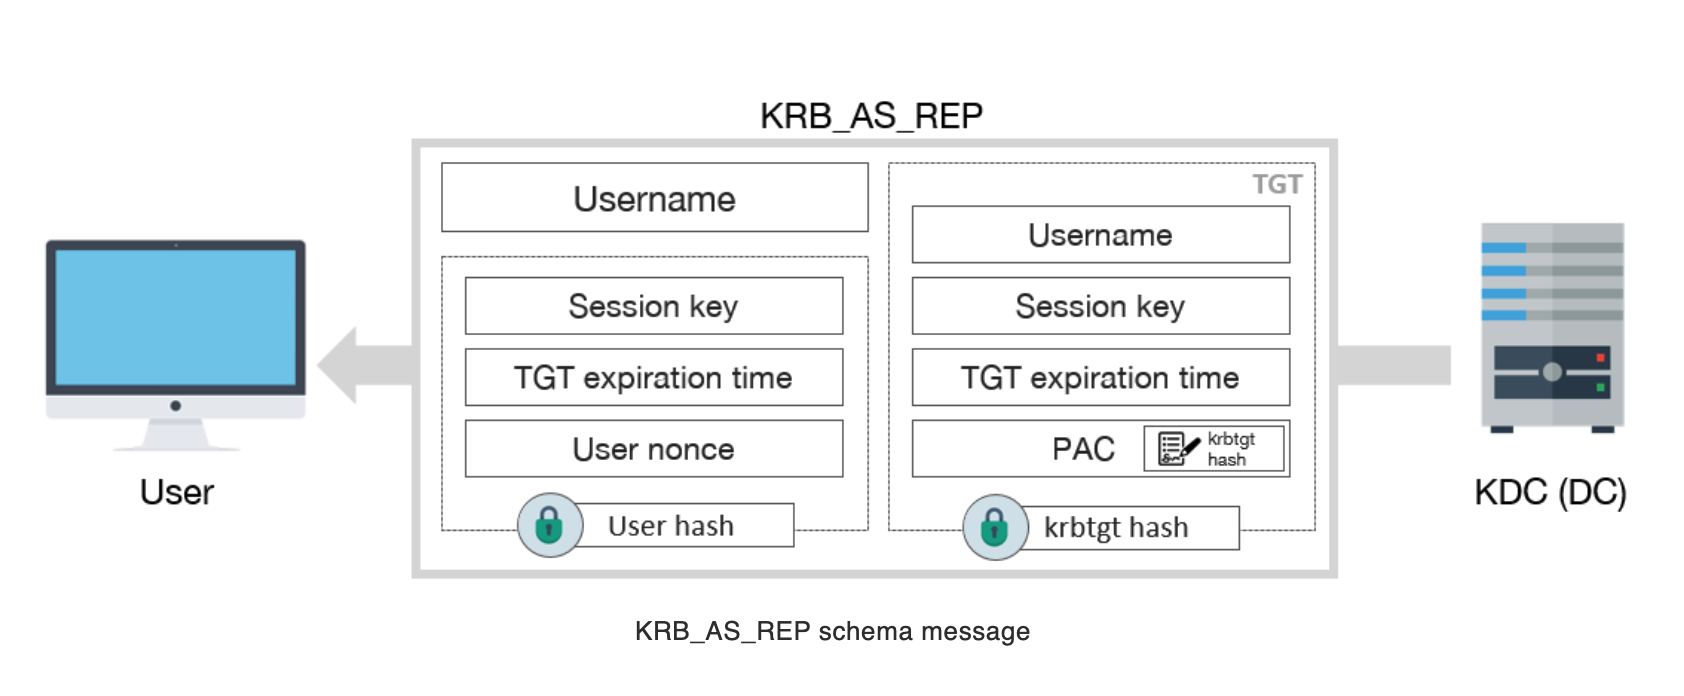 KRB_AS_REP
Username
Session key
TGT expiration time
User nonce
User hash
TGT
Username
Session key
TGT expiration time
PAC
krbtgt
hash
krbtgt hash
User
KDC (DC)
KRB_AS_REP schema message